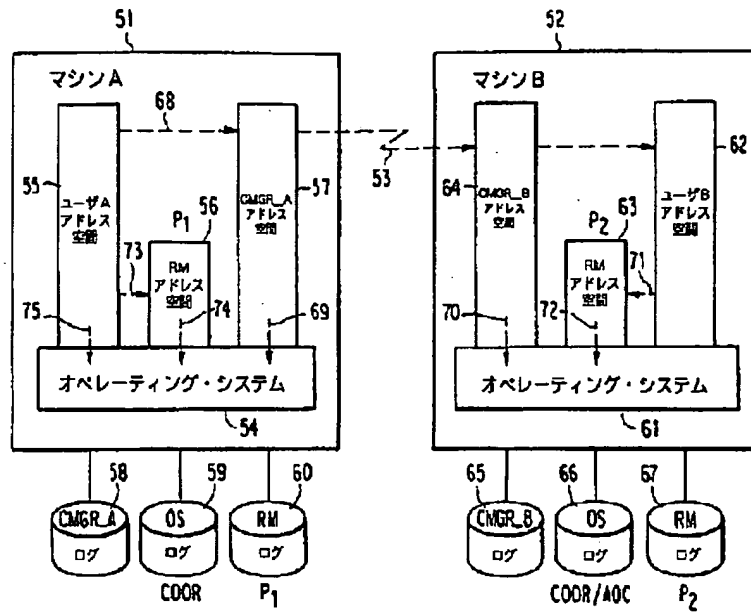 51
52
マシンA
マシンB
68
53
55
57
64
62
ユーザA
アドレス
空間
CMGR_A
アドレス
空間
CMGR_B
アドレス
空間
ユーザB
アドレス
空間
P1
56
P2
63
RM
アドレス
空間
RM
アドレス
空間
73
71
75
74
69
70
72
オペレーティング・システム
オペレーティング・システム
54
61
58
59
60
65
66
67
CMGR_A
ログ
OS
ログ
RM
ログ
CMGR_B
ログ
OS
ログ
RM
ログ
COOR
P1
COOR/AOC
P2